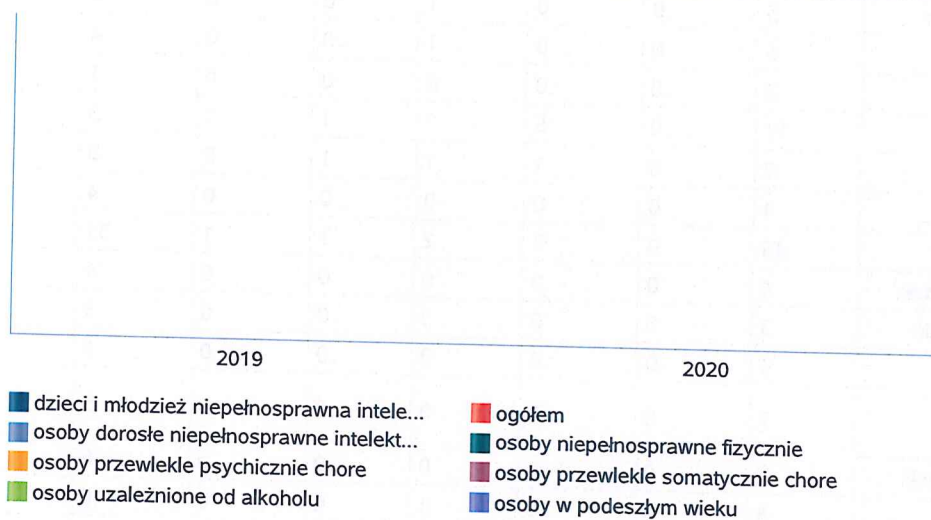 2019
2020
dzieci i młodzież niepełnosprawna intele...
osoby dorosłe niepełnosprawne intelekt...
osoby przewlekle psychicznie chore
osoby uzależnione od alkoholu
ogółem
osoby niepełnosprawne fizycznie
osoby przewlekle somatycznie chore
osoby w podeszłym wieku